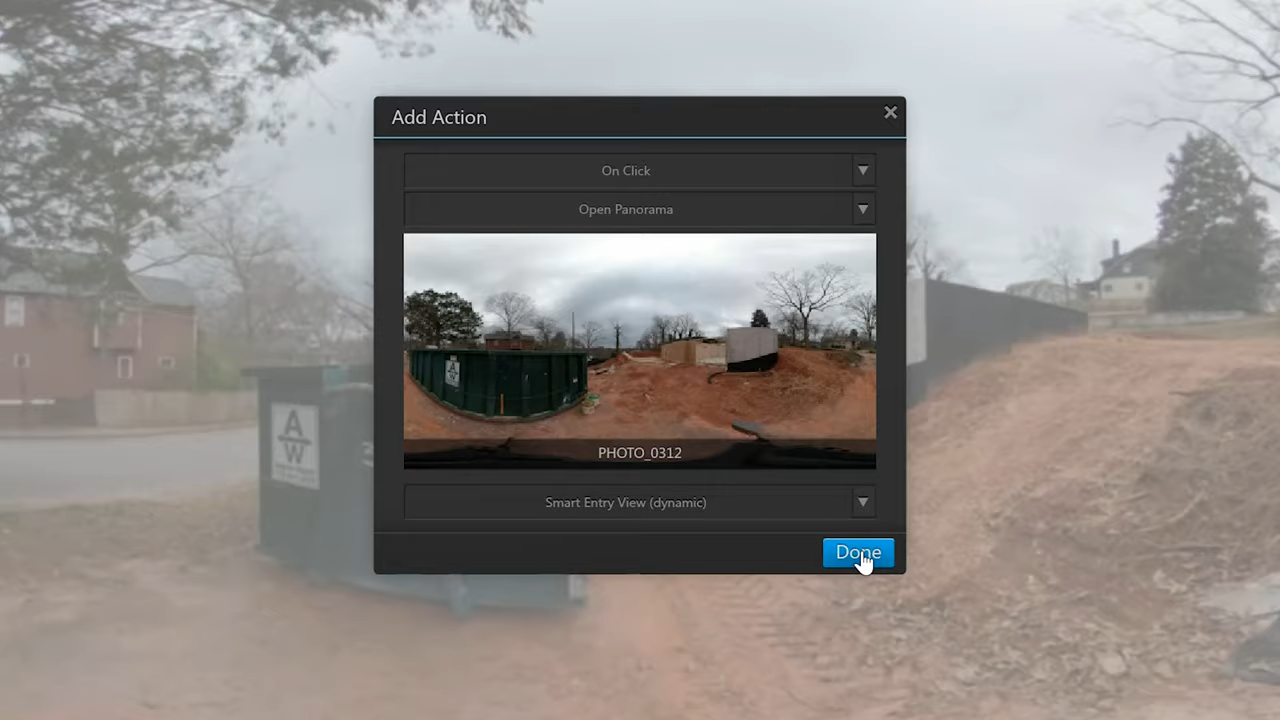 Add Action
On Click
Open Panorama
PHOTO_0312
Smart Entry View (dynamic)
Done
A
W